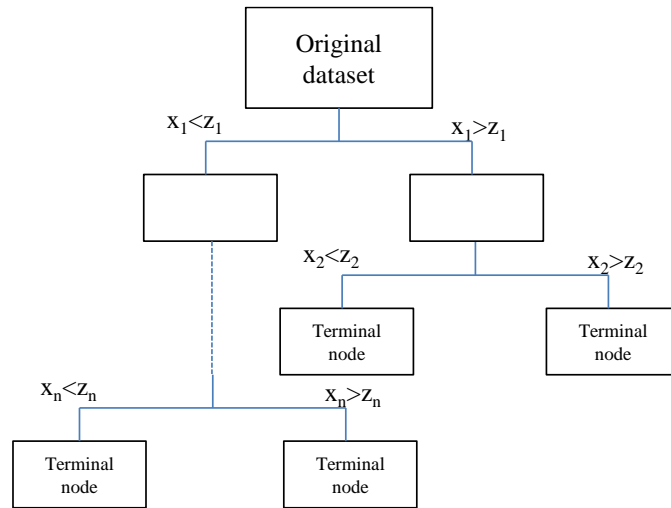 Original
dataset
x₁<z₁
x₁>z₁
x₂<z₂
x₂>z₂
Terminal
node
Terminal
node
xₙ<zₙ
xₙ>zₙ
Terminal
node
Terminal
node